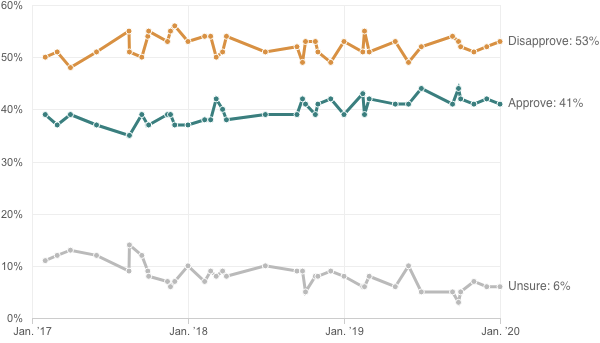 60%
Disapprove: 53%
50%
Approve: 41%
40%
30%
20%
10%
Unsure: 6%
0%
Jan. '17 Jan. '18 Jan. '19 Jan. '20